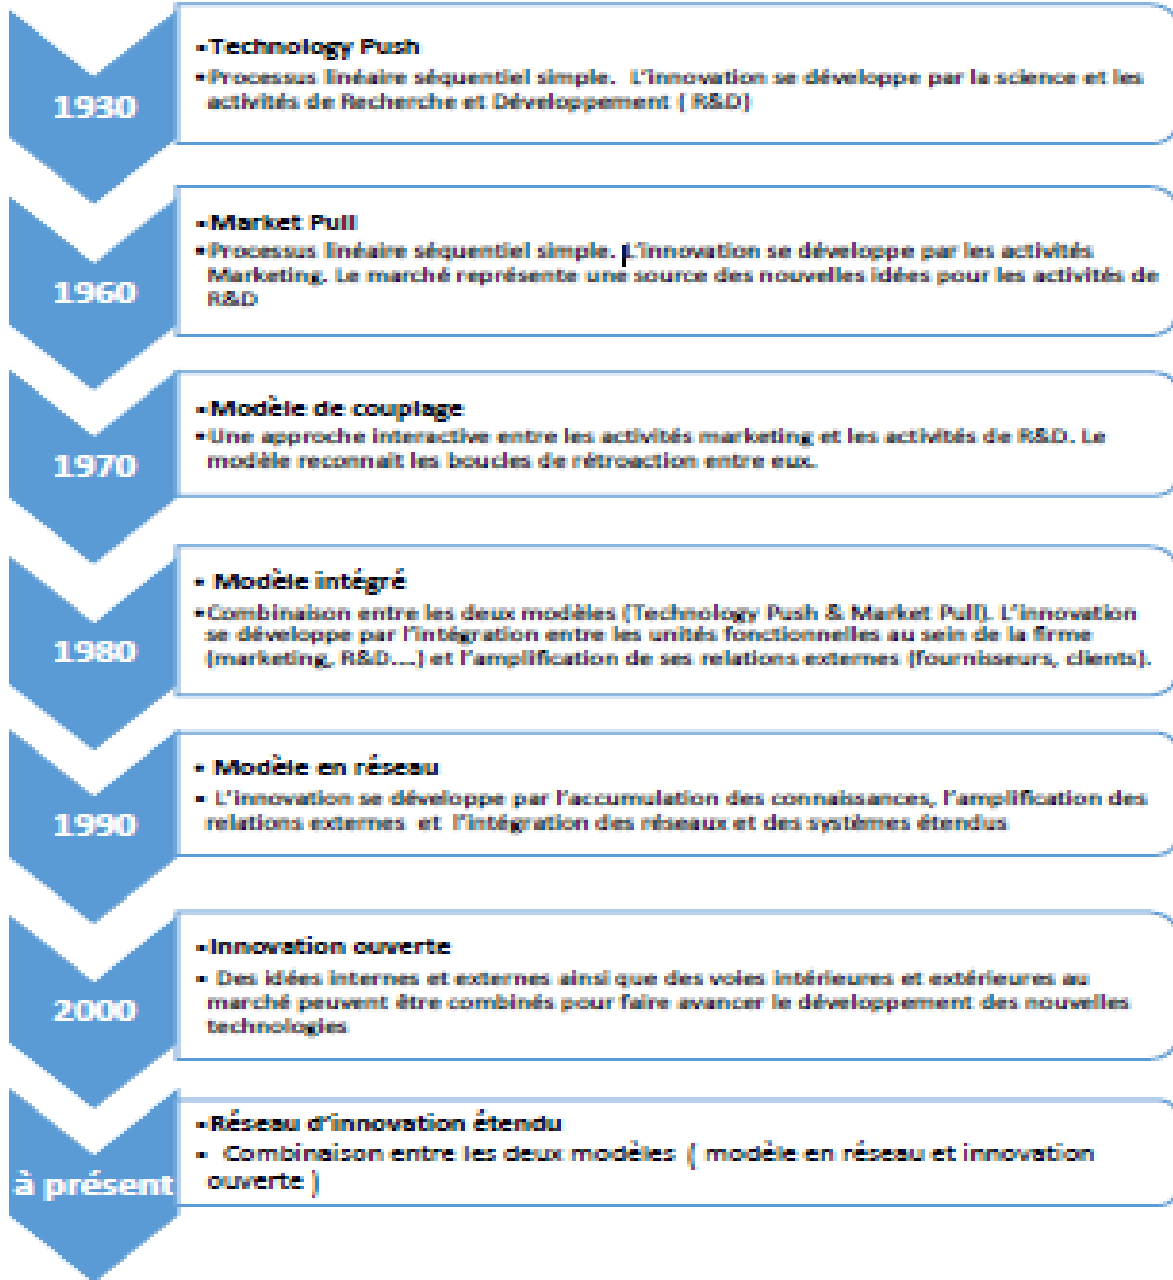 1930
▪Technology Push
▪Processus linéaire séquentiel simple. L'innovation se développe par la science et les
activités de Recherche et Développement ( R&D)
1960
▪Market Pull
▪Processus linéaire séquentiel simple. L'innovation se développe par les activités
Marketing. Le marché représente une source des nouvelles idées pour les activités de
R&D
1970
▪Modèle de couplage
▪Une approche interactive entre les activités marketing et les activités de R&D. Le
modèle reconnaît les boucles de rétroaction entre eux.
1980
▪ Modèle intégré
▪Combinaison entre les deux modèles (Technology Push & Market Pull). L'innovation
se développe par l'intégration entre les unités fonctionnelles au sein de la firme
(marketing, R&D...) et l'amplification de ses relations externes (fournisseurs, clients).
1990
▪ Modèle en réseau
▪ L'innovation se développe par l'accumulation des connaissances, l'amplification des
relations externes et l'intégration des réseaux et des systèmes étendus
2000
▪Innovation ouverte
▪ Des idées internes et externes ainsi que des voies intérieures et extérieures au
marché peuvent être combinés pour faire avancer le développement des nouvelles
technologies
à présent
▪Réseau d'innovation étendu
▪ Combinaison entre les deux modèles ( modèle en réseau et innovation
ouverte )